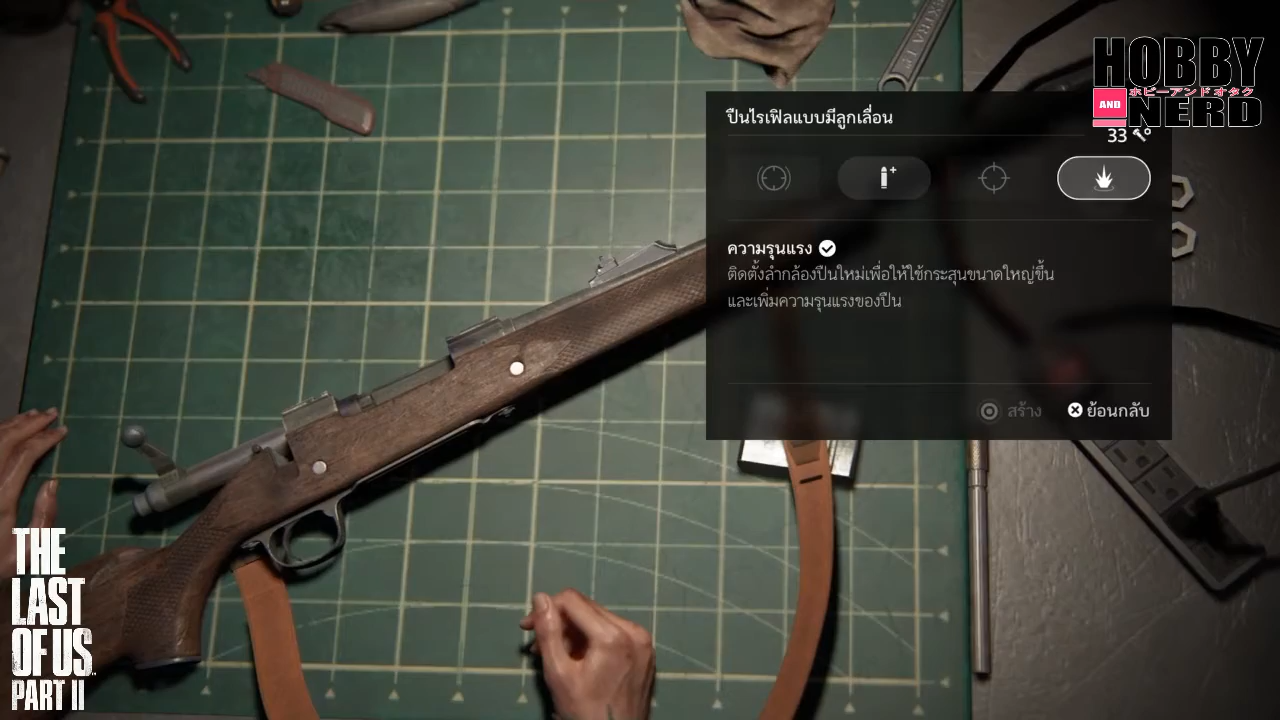 HOBBY
ホビーアンドオタク
AND NERD
ปืนไรเฟิลแบบมีลูกเลื่อน
33
ความรุนแรง
ติดตั้งลำกล้องปืนใหม่เพื่อให้ใช้กระสุนขนาดใหญ่ขึ้น
และเพิ่มความรุนแรงของปืน
สร้าง ย้อนกลับ
THE
LAST
OF US
PART II